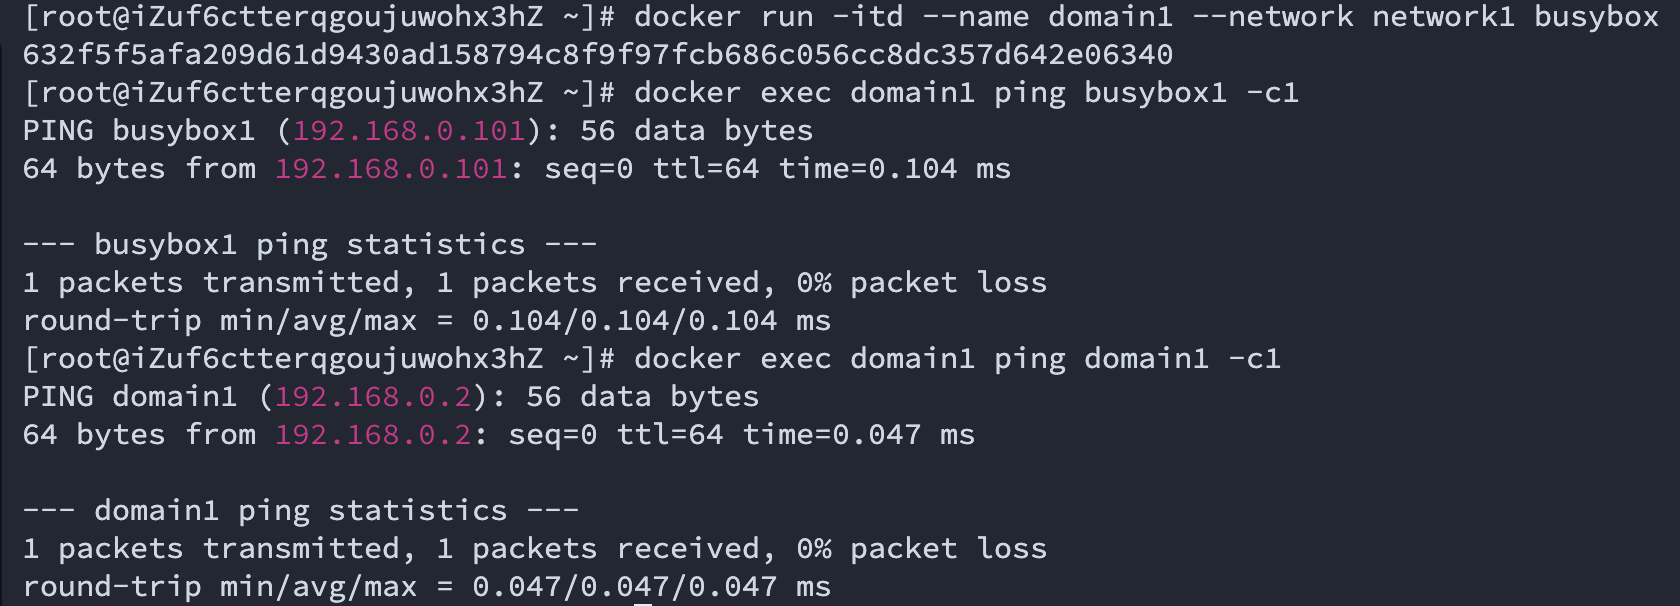 [root@iZuf6ctterqgoujuwohx3hZ ~]# docker run -itd --name domain1 --network network1 busybox
632f5f5afa209d61d9430ad158794c8f9f97fcb686c056cc8dc357d642e06340
[root@iZuf6ctterqgoujuwohx3hZ ~]# docker exec domain1 ping busybox1 -c1
PING busybox1 (192.168.0.101): 56 data bytes
64 bytes from 192.168.0.101: seq=0 ttl=64 time=0.104 ms
--- busybox1 ping statistics ---
1 packets transmitted, 1 packets received, 0% packet loss
round-trip min/avg/max = 0.104/0.104/0.104 ms
[root@iZuf6ctterqgoujuwohx3hZ ~]# docker exec domain1 ping domain1 -c1
PING domain1 (192.168.0.2): 56 data bytes
64 bytes from 192.168.0.2: seq=0 ttl=64 time=0.047 ms
--- domain1 ping statistics ---
1 packets transmitted, 1 packets received, 0% packet loss
round-trip min/avg/max = 0.047/0.047/0.047 ms